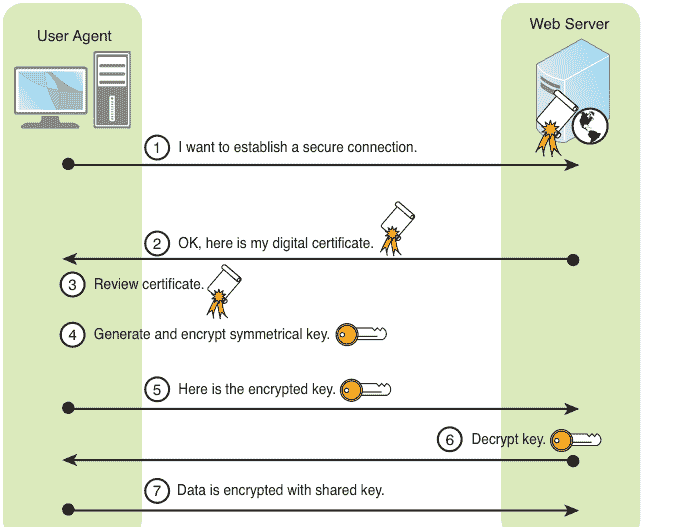 User Agent
Web Server
1 I want to establish a secure connection.
2 OK, here is my digital certificate.
3 Review certificate.
4 Generate and encrypt symmetrical key.
5 Here is the encrypted key.
6 Decrypt key.
7 Data is encrypted with shared key.